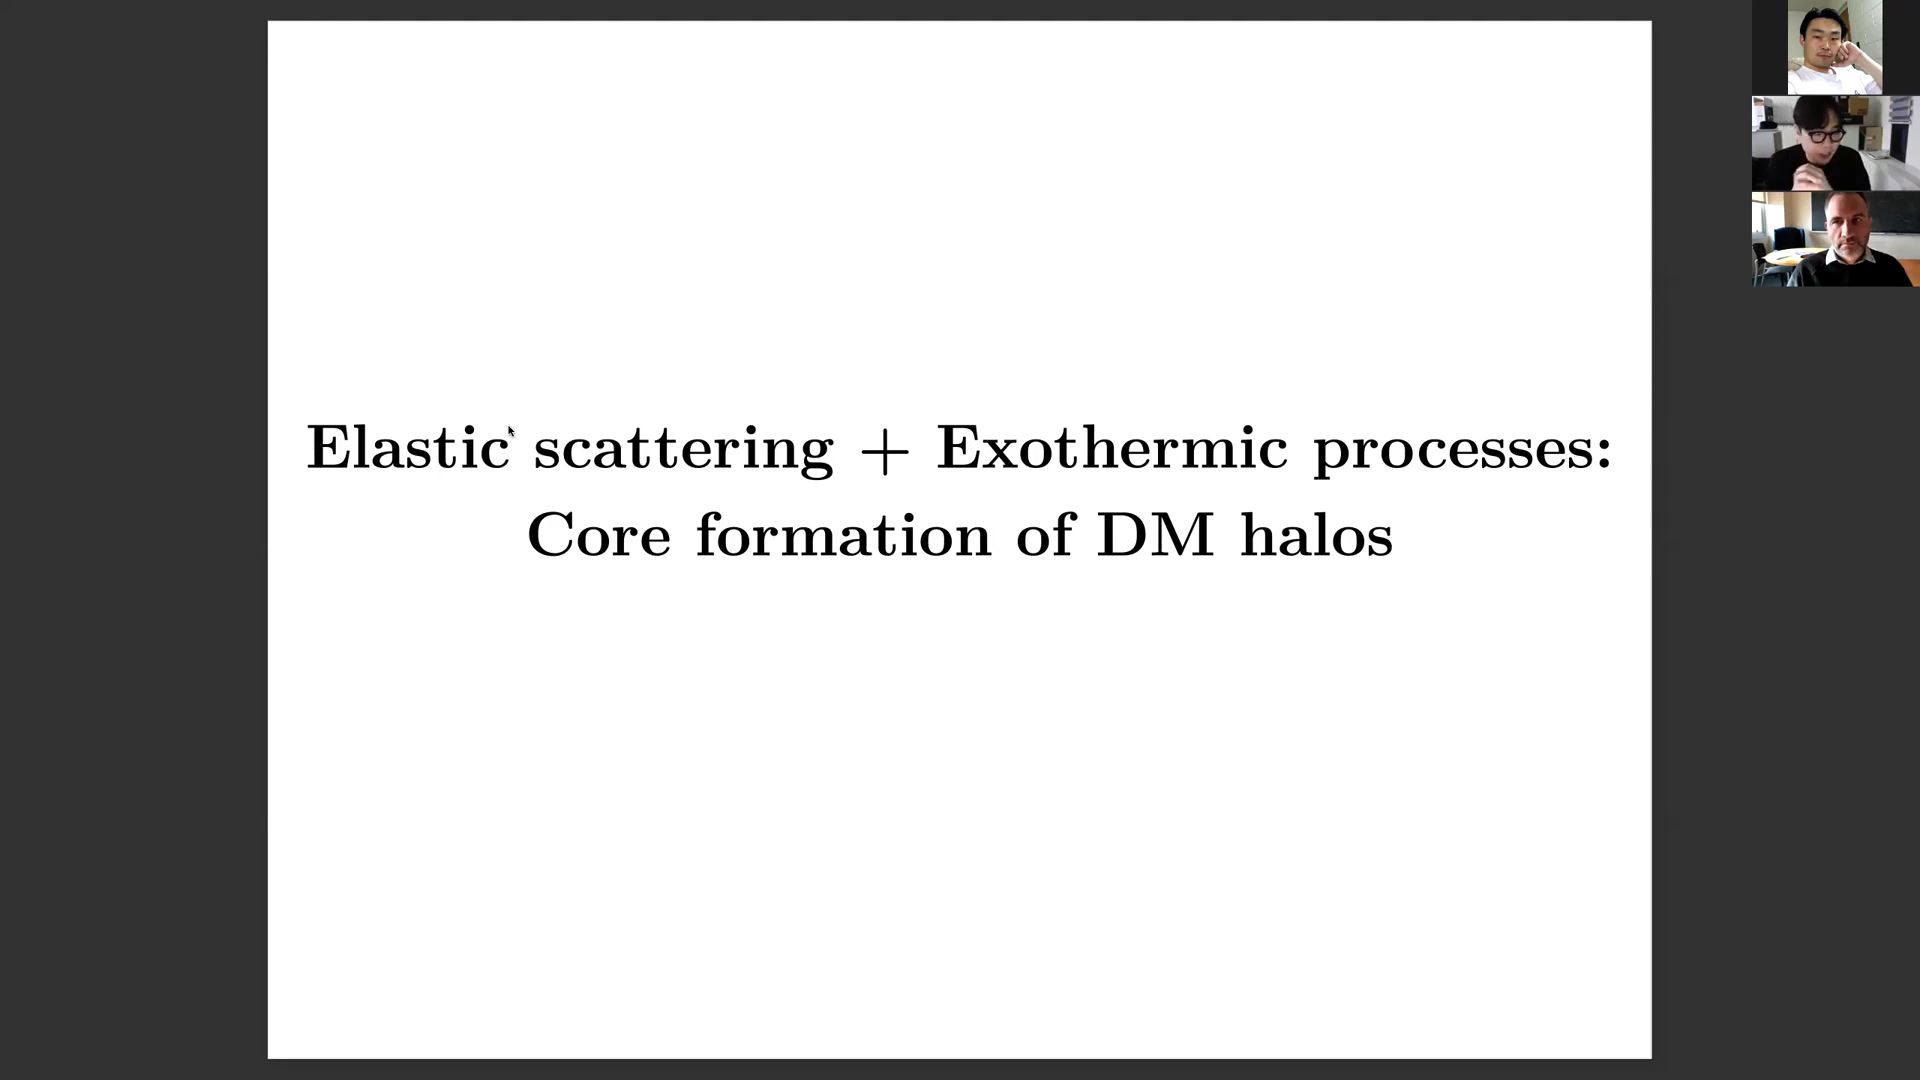 Elastic scattering + Exothermic processes:
Core formation of DM halos